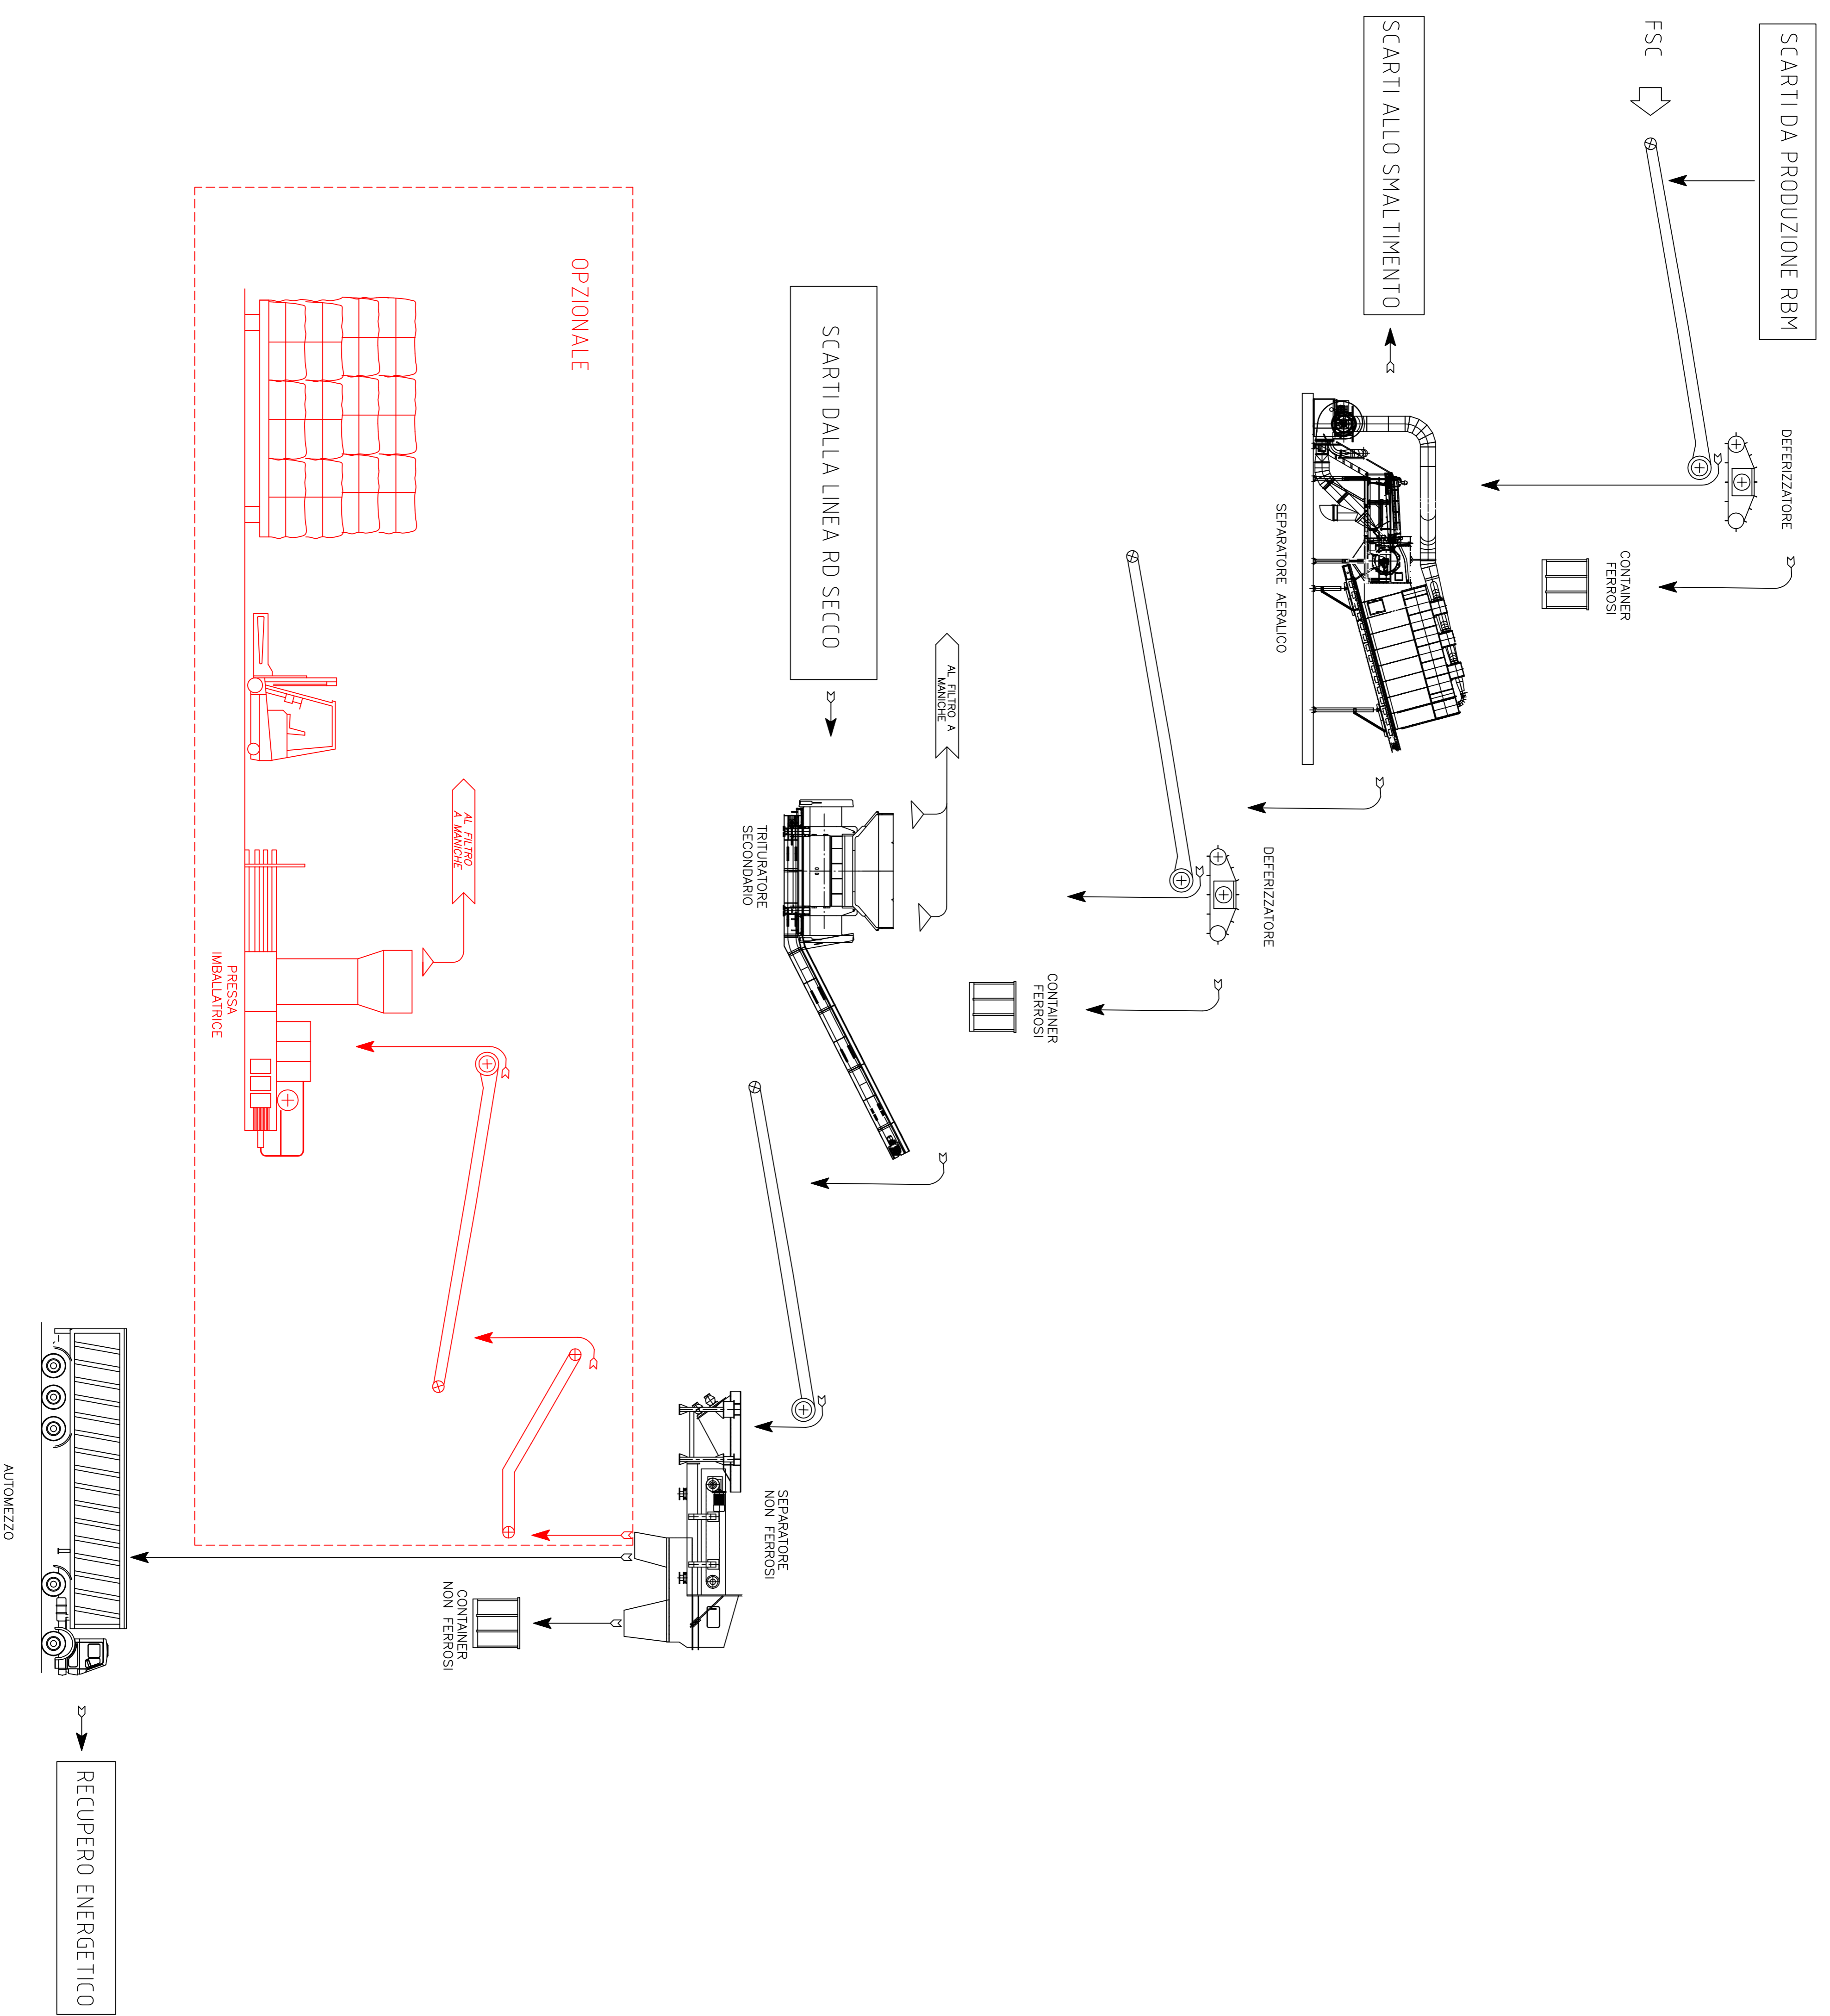 SCARTI DA PRODUZIONE RBM
FSC
DEFERIZZATORE
CONTAINER
FERROSI
SCARTI ALLO SMALTIMENTO
SEPARATORE AERALICO
DEFERIZZATORE
CONTAINER
FERROSI
AL FILTRO A
MANICHE
SCARTI DALLA LINEA RD SECCO
TRITURATORE
SECONDARIO
SEPARATORE
NON FERROSI
OPZIONALE
AL FILTRO
A MANICHE
CONTAINER
NON FERROSI
PRESSA
IMBALLATRICE
RECUPERO ENERGETICO
AUTOMEZZO